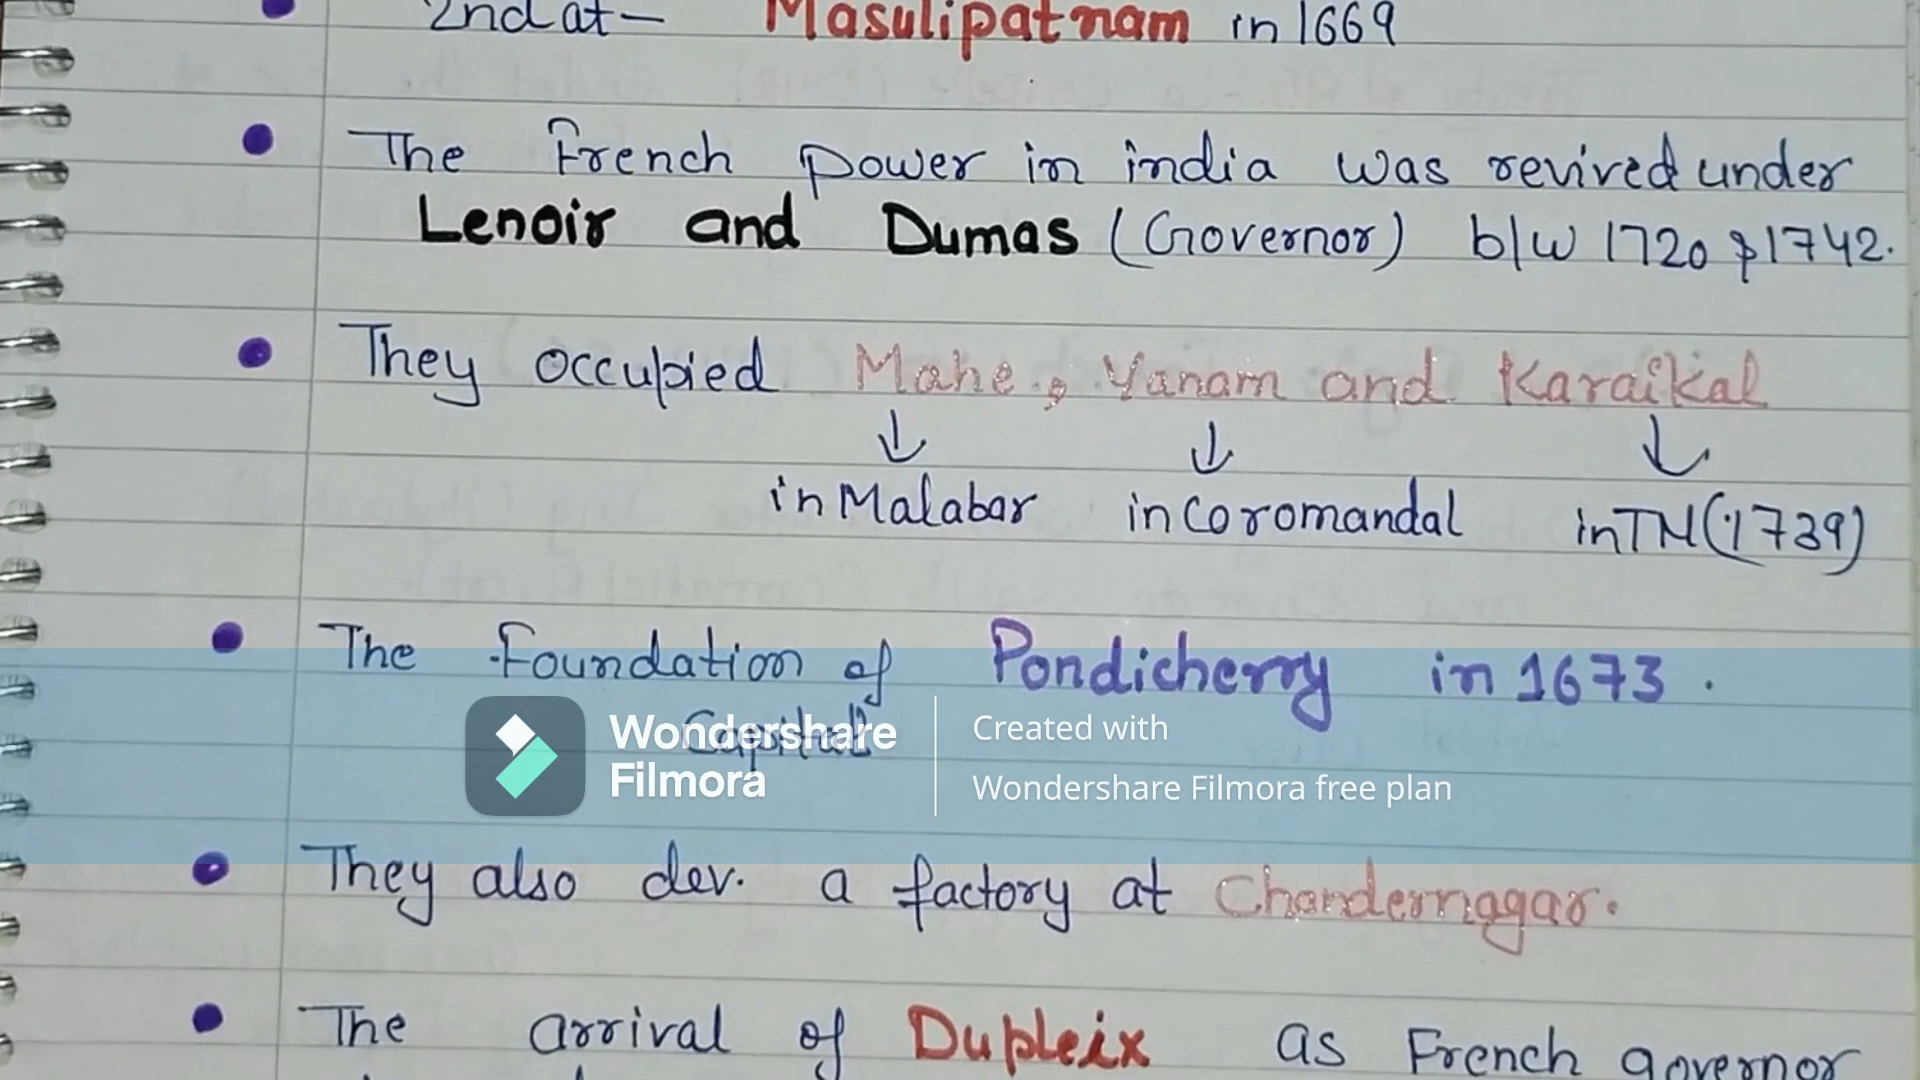 2nd at – Masulipatnam in 1669
The French power in india was revived under
Lenoir and Dumas (Governor) b/w 1720 & 1742.
They occupied Mahe, Yanam and Karaikal
↓ ↓ ↓
in Malabar in Coromandal in TN (1739)
The Foundation of Pondicherry in 1673.
Capital
Wondershare Filmora
Created with
Wondershare Filmora free plan
They also dev. a factory at Chandernagar.
The arrival of Dupleix as French governor